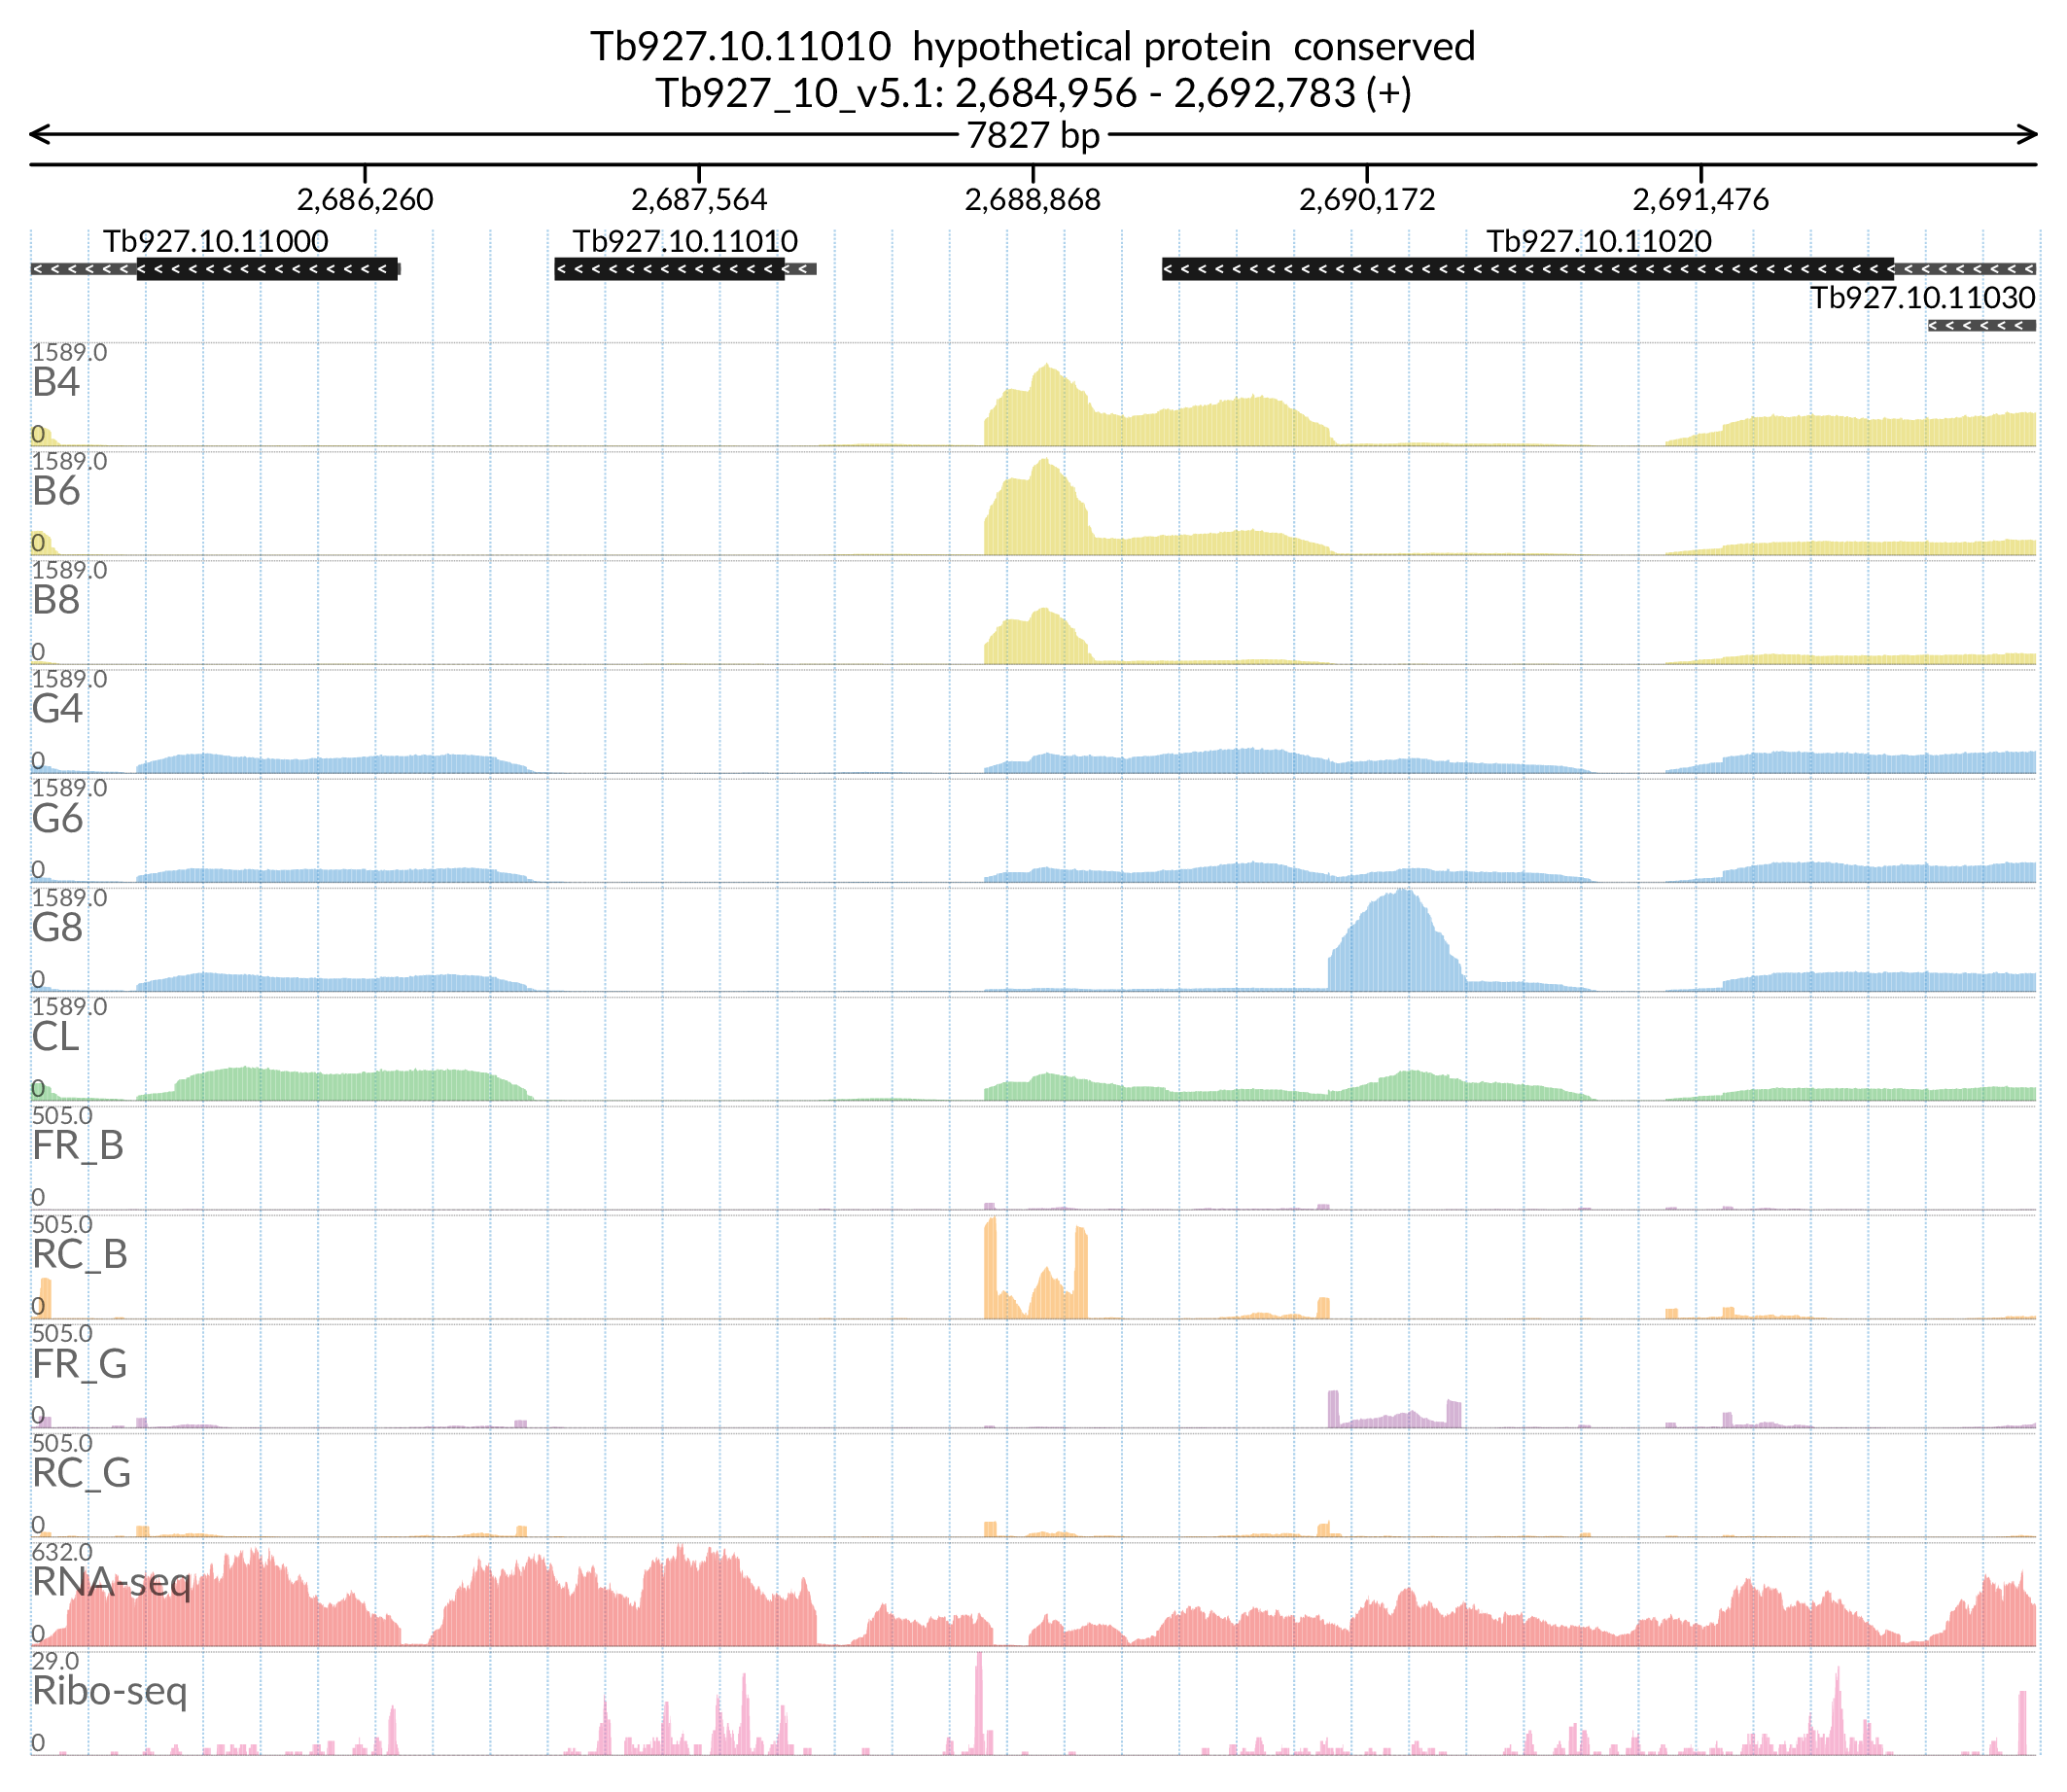 Tb927.10.11010 hypothetical protein conserved
Tb927_10_v5.1: 2,684,956 - 2,692,783 (+)
7827 bp
2,686,260 2,687,564 2,688,868 2,690,172 2,691,476
Tb927.10.11000 Tb927.10.11010 Tb927.10.11020
Tb927.10.11030
1589.0
B4
0
1589.0
B6
0
1589.0
B8
0
1589.0
G4
0
1589.0
G6
0
1589.0
G8
0
1589.0
CL
0
505.0
FR_B
0
505.0
RC_B
0
505.0
FR_G
0
505.0
RC_G
0
632.0
RNA-seq
0
29.0
Ribo-seq
0